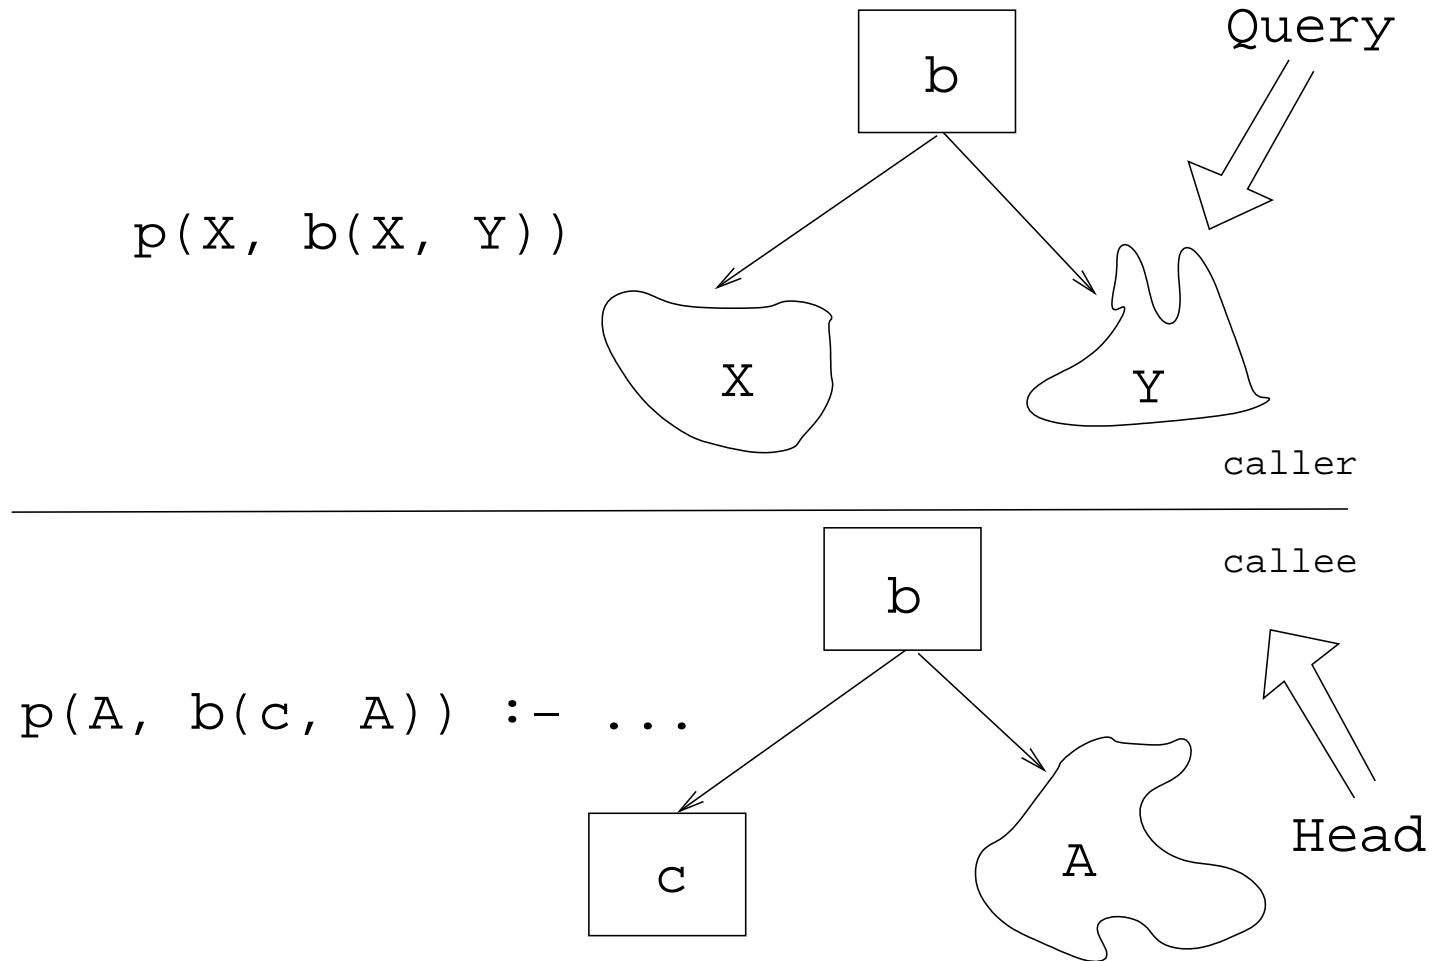 Query
b
p(X, b(X, Y))
X
Y
caller
callee
b
p(A, b(c, A)) :- ...
Head
c
A